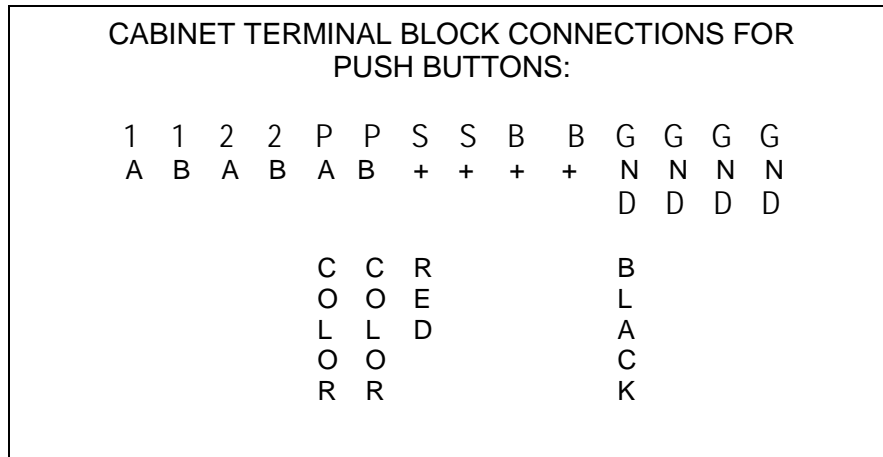 CABINET TERMINAL BLOCK CONNECTIONS FOR
PUSH BUTTONS:
1 1 2 2 P P S S B B G G G G
A B A B A B + + + + N N N N
D D D D
C C R B
O O E L
L L D A
O O C
R R K